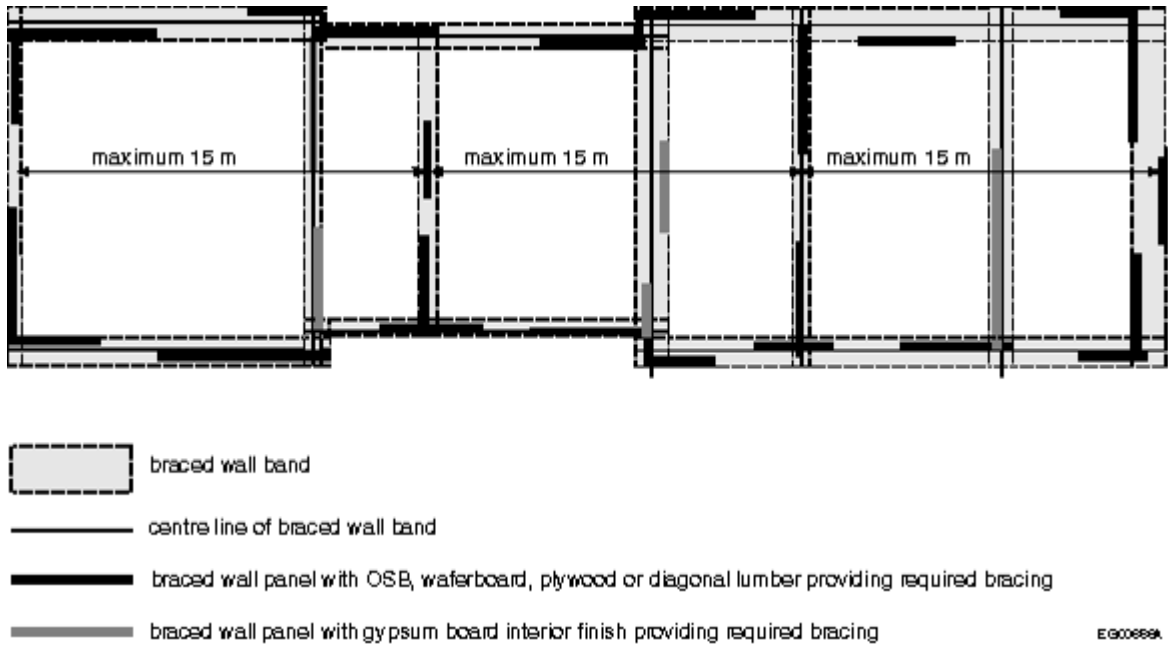 maximum 15 m
maximum 15 m
maximum 15 m
braced wall band
centre line of braced wall band
braced wall panel with OSB, waferboard, plywood or diagonal lumber providing required bracing
braced wall panel with gypsum board interior finish providing required bracing